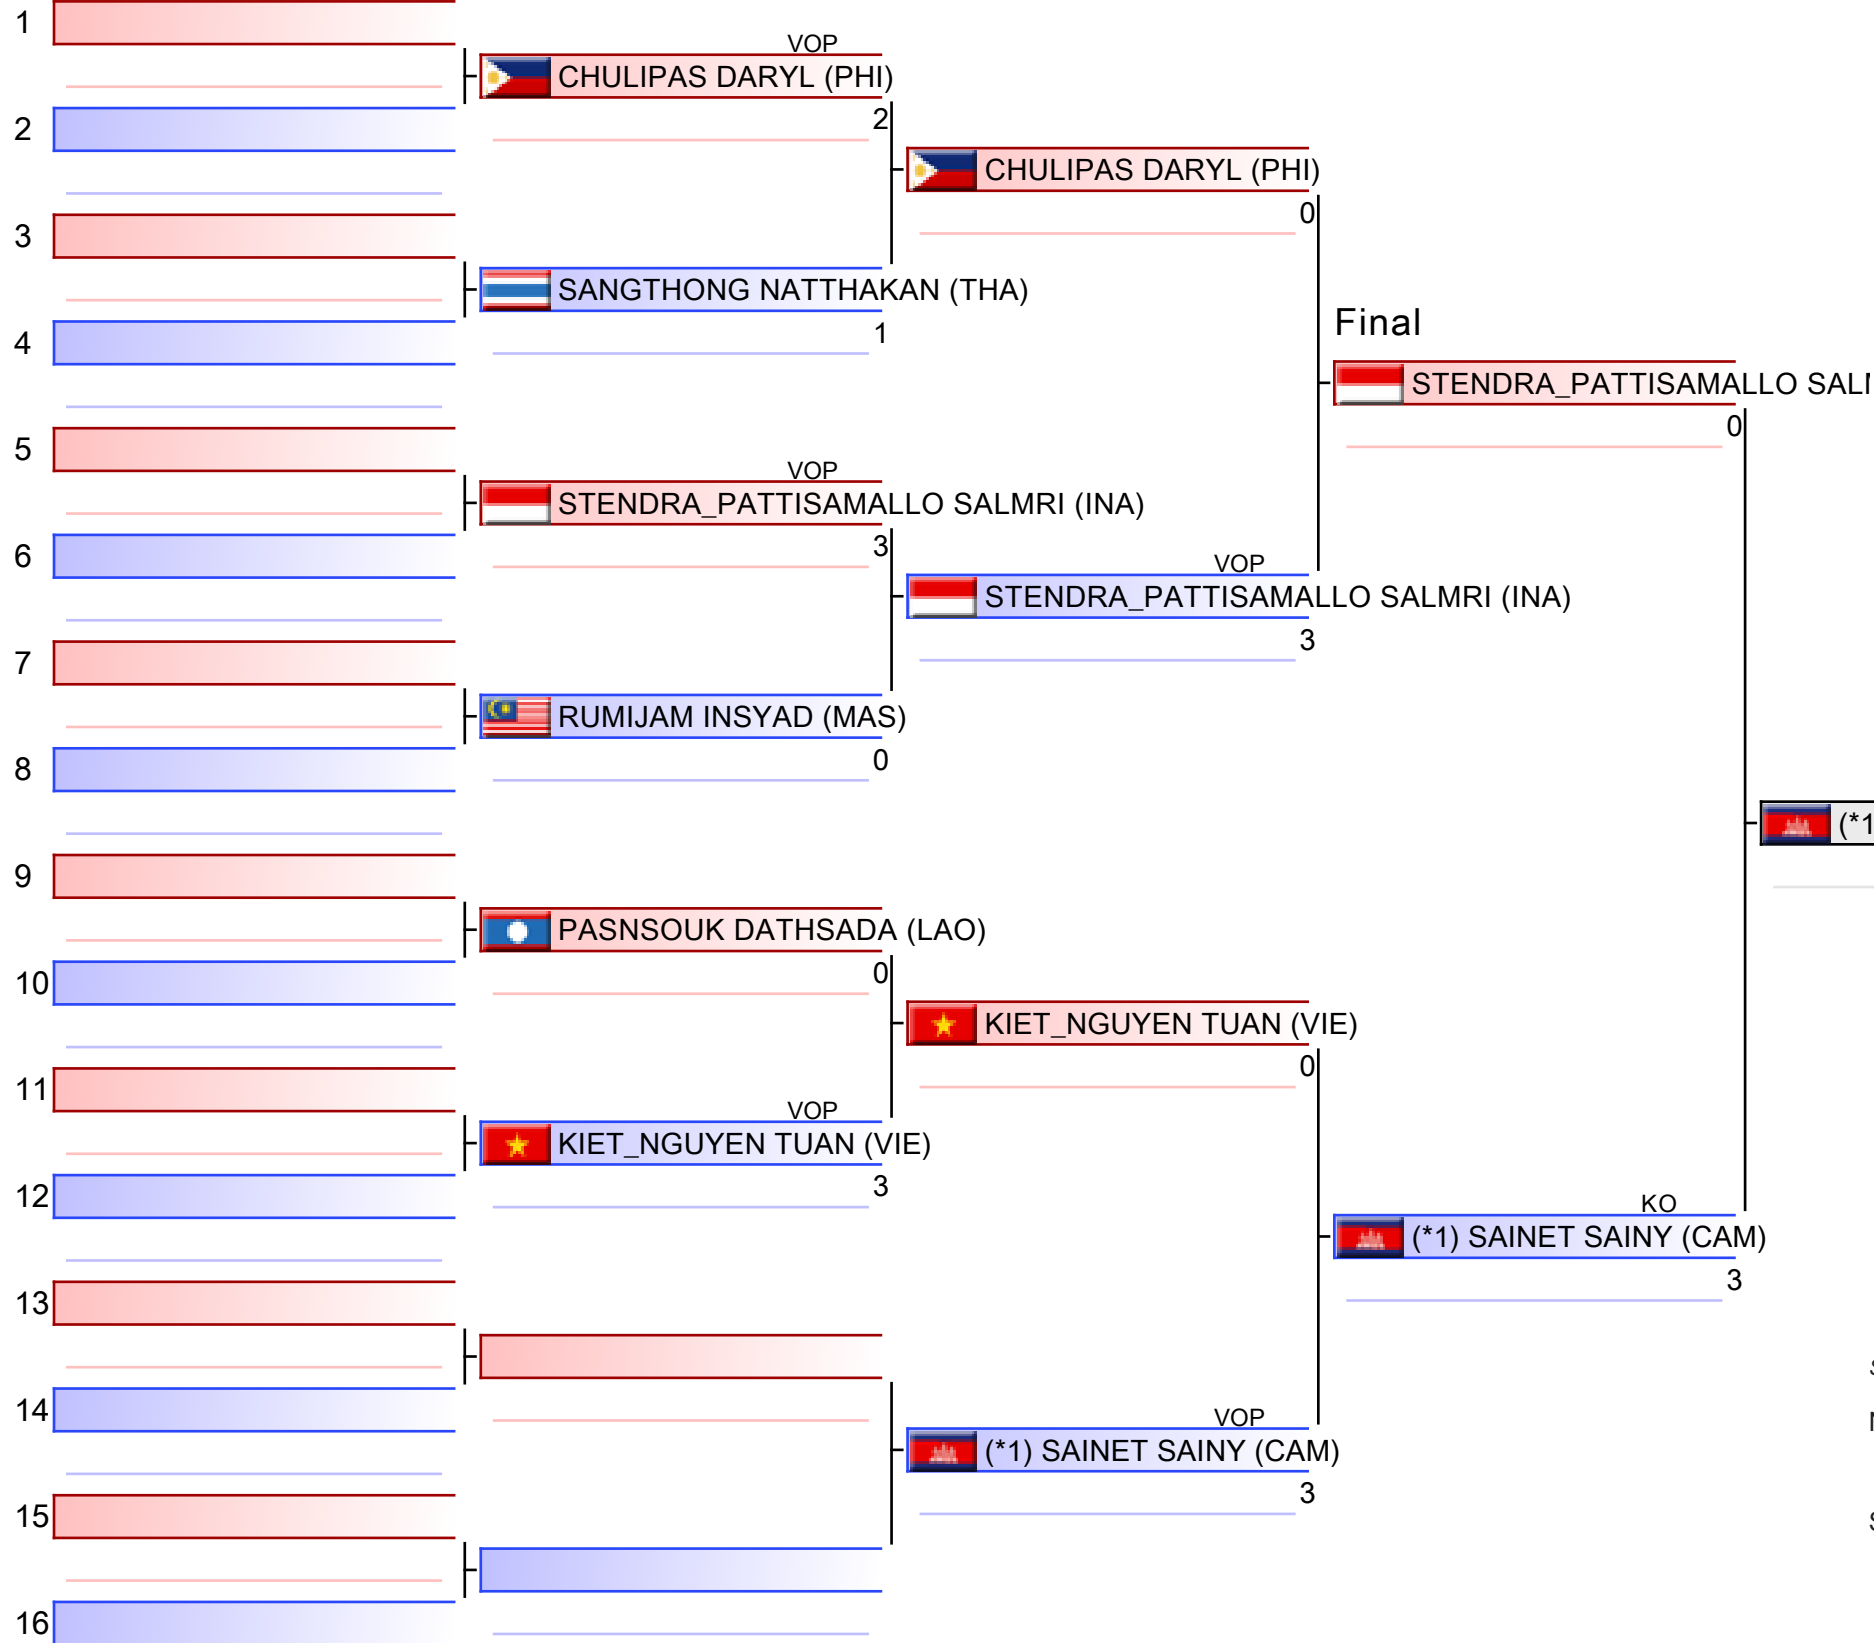 1
VOP
CHULIPAS DARYL (PHI)
2
2
CHULIPAS DARYL (PHI)
0
3
SANGTHONG NATTHAKAN (THA)
1
4
Final
STENDRA_PATTISAMALLO SAL
0
5
VOP
STENDRA_PATTISAMALLO SALMRI (INA)
3
6
VOP
STENDRA_PATTISAMALLO SALMRI (INA)
3
7
RUMIJAM INSYAD (MAS)
0
8
(*1
9
PASNSOUK DATHSADA (LAO)
0
10
KIET_NGUYEN TUAN (VIE)
0
11
VOP
KIET_NGUYEN TUAN (VIE)
3
12
KO
(*1) SAINET SAINY (CAM)
3
13
14
VOP
(*1) SAINET SAINY (CAM)
3
15
16